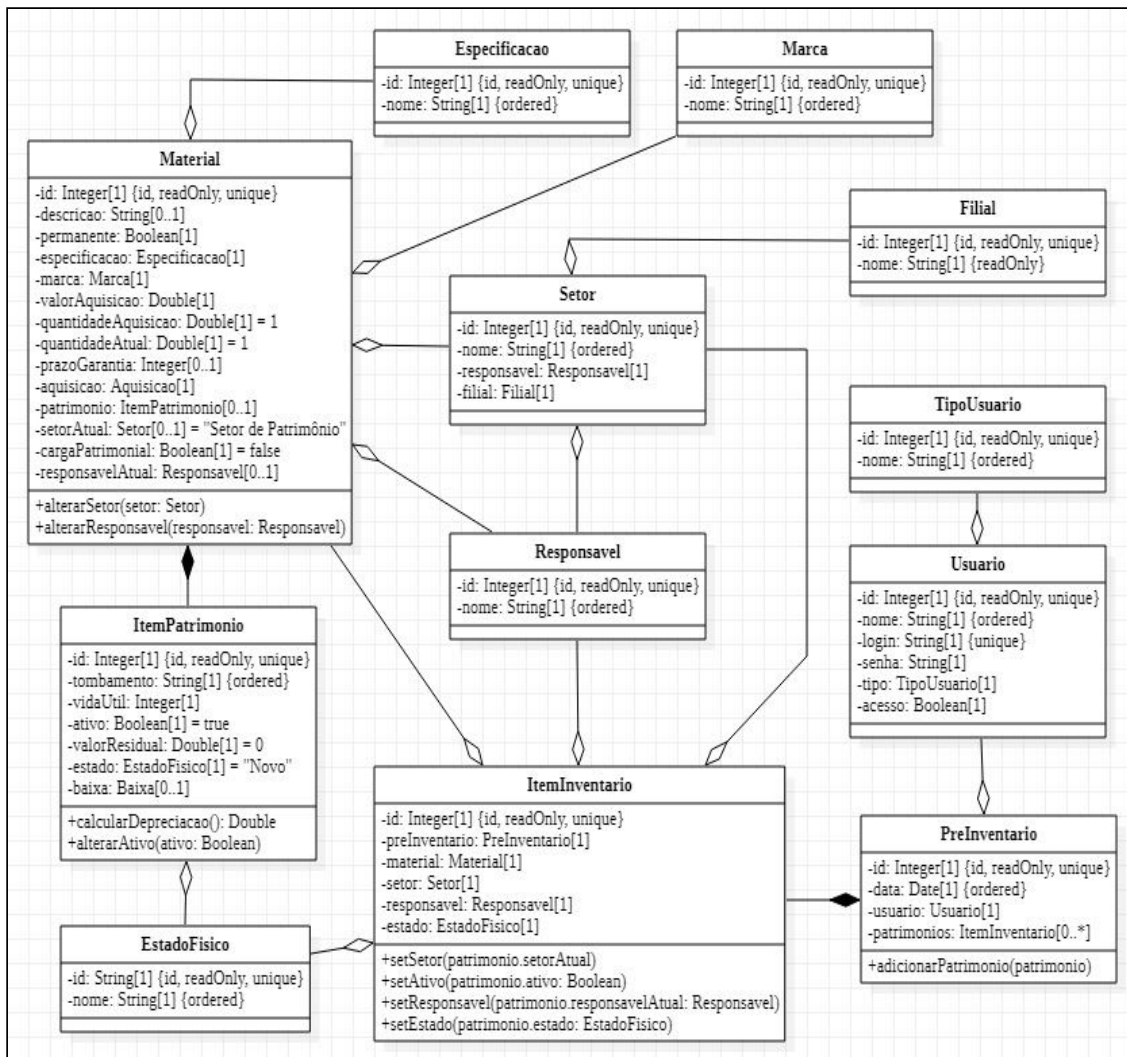 Especificacao
-id: Integer[1] {id, readOnly, unique}
-nome: String[1] {ordered}
Marca
-id: Integer[1] {id, readOnly, unique}
-nome: String[1] {ordered}
Material
-id: Integer[1] {id, readOnly, unique}
-descricao: String[0..1]
-permanente: Boolean[1]
-especificacao: Especificacao[1]
-marca: Marca[1]
-valorAquisicao: Double[1]
-quantidadeAquisicao: Double[1] = 1
-quantidadeAtual: Double[1] = 1
-prazoGarantia: Integer[0..1]
-aquisicao: Aquisicao[1]
-patrimonio: ItemPatrimonio[0..1]
-setorAtual: Setor[0..1] = "Setor de Patrimônio"
-cargaPatrimonial: Boolean[1] = false
-responsavelAtual: Responsavel[0..1]
+alterarSetor(setor: Setor)
+alterarResponsavel(responsavel: Responsavel)
Filial
-id: Integer[1] {id, readOnly, unique}
-nome: String[1] {readOnly}
Setor
-id: Integer[1] {id, readOnly, unique}
-nome: String[1] {ordered}
-responsavel: Responsavel[1]
-filial: Filial[1]
TipoUsuario
-id: Integer[1] {id, readOnly, unique}
-nome: String[1] {ordered}
Responsavel
-id: Integer[1] {id, readOnly, unique}
-nome: String[1] {ordered}
Usuario
-id: Integer[1] {id, readOnly, unique}
-nome: String[1] {ordered}
-login: String[1] {unique}
-senha: String[1]
-tipo: TipoUsuario[1]
-acesso: Boolean[1]
ItemPatrimonio
-id: Integer[1] {id, readOnly, unique}
-tombamento: String[1] {ordered}
-vidaUtil: Integer[1]
-ativo: Boolean[1] = true
-valorResidual: Double[1] = 0
-estado: EstadoFisico[1] = "Novo"
-baixa: Baixa[0..1]
+calcularDepreciacao(): Double
+alterarAtivo(ativo: Boolean)
ItemInventario
-id: Integer[1] {id, readOnly, unique}
-preInventario: PreInventario[1]
-material: Material[1]
-setor: Setor[1]
-responsavel: Responsavel[1]
-estado: EstadoFisico[1]
+setSetor(patrimonio.setorAtual)
+setAtivo(patrimonio.ativo: Boolean)
+setResponsavel(patrimonio.responsavelAtual: Responsavel)
+setEstado(patrimonio.estado: EstadoFisico)
PreInventario
-id: Integer[1] {id, readOnly, unique}
-data: Date[1] {ordered}
-usuario: Usuario[1]
-patrimonios: ItemInventario[0..*]
+adicionarPatrimonio(patrimonio)
EstadoFisico
-id: String[1] {id, readOnly, unique}
-nome: String[1] {ordered}